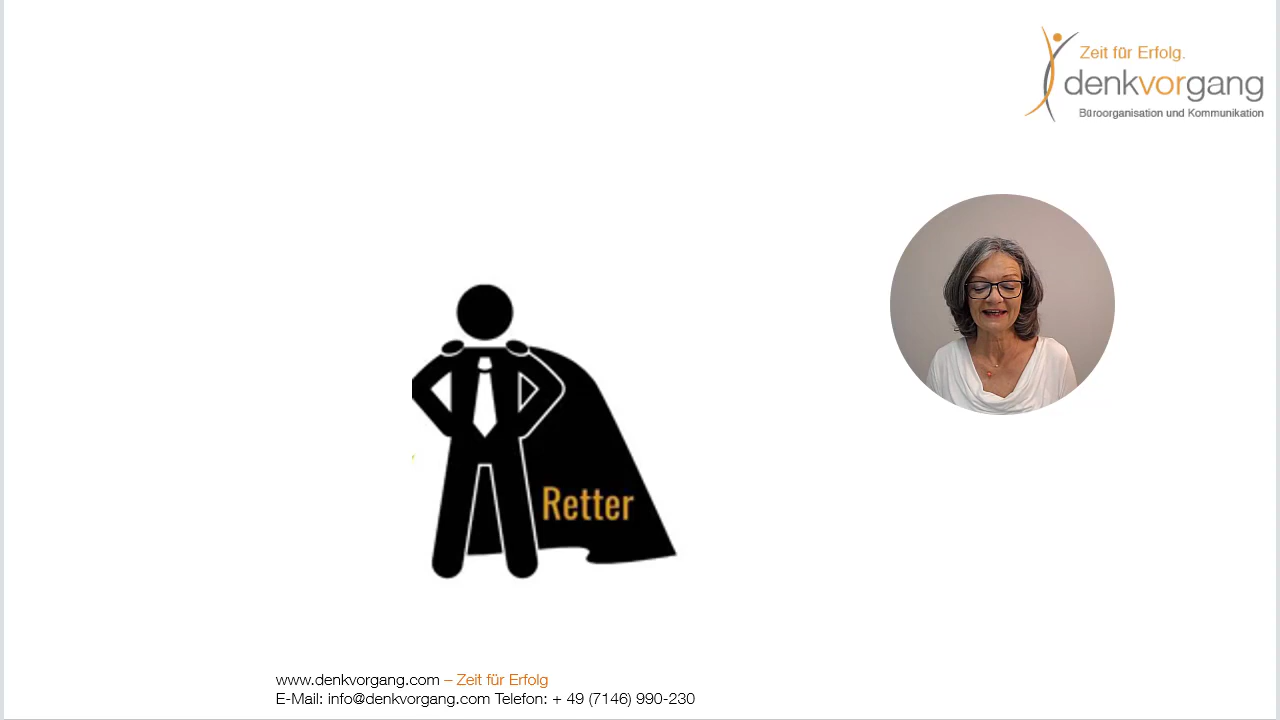 Zeit für Erfolg.
denkvorgang
Büroorganisation und Kommunikation
Retter
www.denkvorgang.com – Zeit für Erfolg
E-Mail: info@denkvorgang.com Telefon: + 49 (7146) 990-230